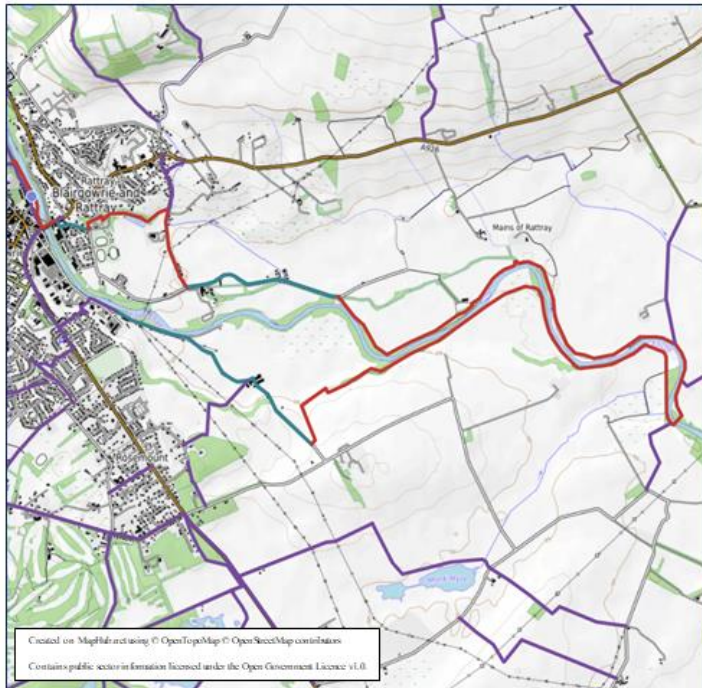 Rattray
Blairgowrie and
Rattray
A926
Mains of Rattray
Rosemount
Created on MapHub.net using © OpenTopoMap © OpenStreetMap contributors
Contains public sector information licensed under the Open Government Licence v1.0.